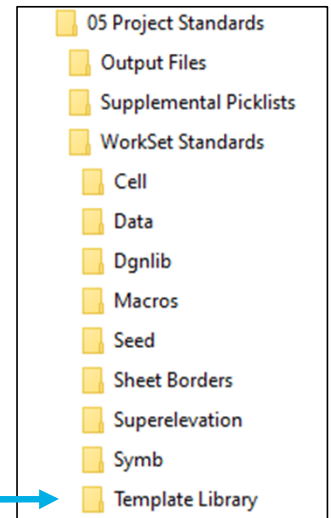 05 Project Standards
Output Files
Supplemental Picklists
WorkSet Standards
Cell
Data
Dgnlib
Macros
Seed
Sheet Borders
Superelevation
Symb
Template Library